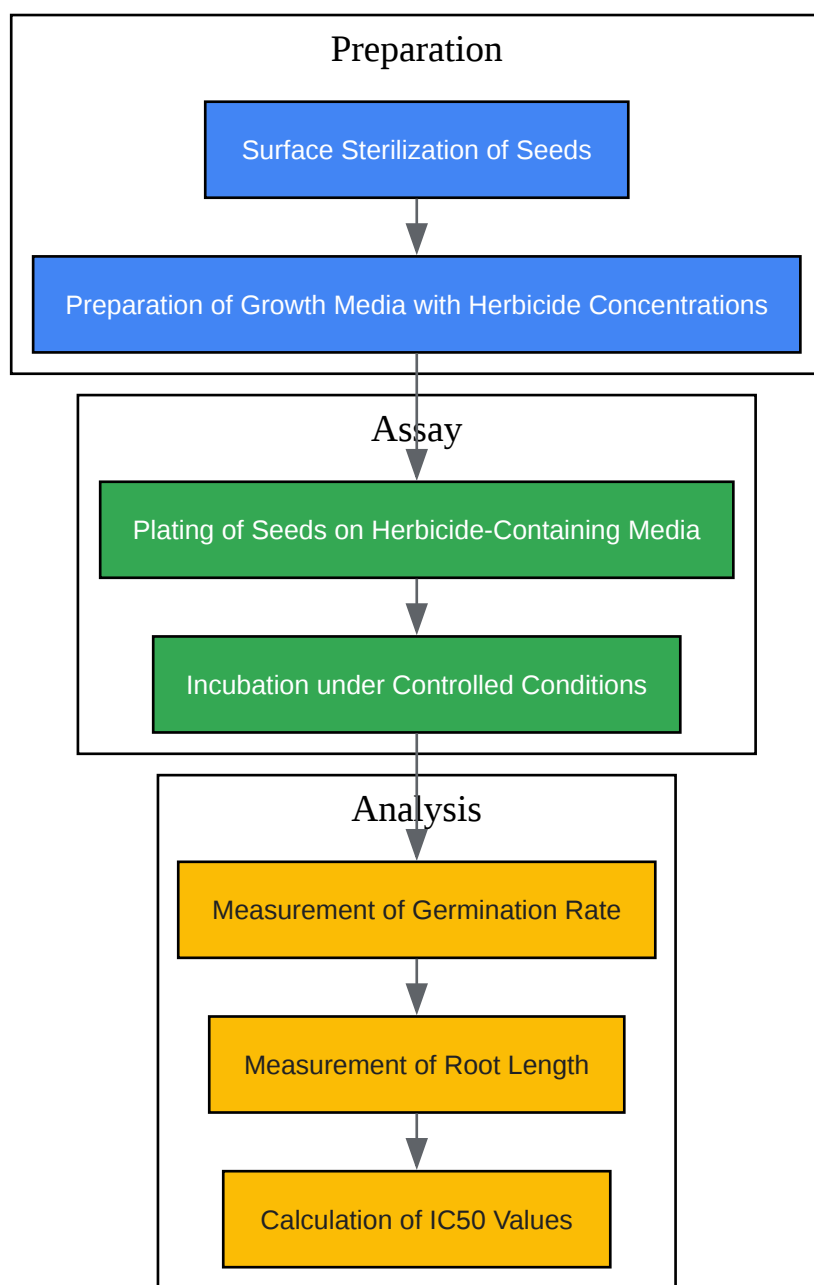 Preparation
Surface Sterilization of Seeds
Preparation of Growth Media with Herbicide Concentrations
Assay
Plating of Seeds on Herbicide-Containing Media
Incubation under Controlled Conditions
Analysis
Measurement of Germination Rate
Measurement of Root Length
Calculation of IC50 Values